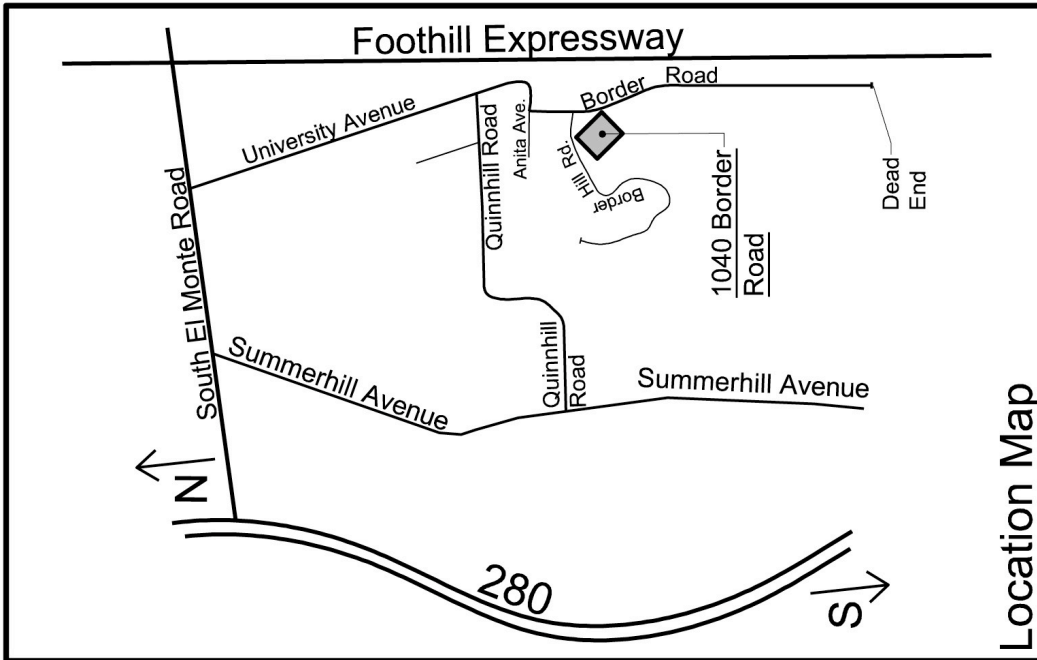 Foothill Expressway
Border Road
University Avenue
Anita Ave.
Quinnhill Road
Border Hill Rd.
1040 Border
Road
Dead
End
South El Monte Road
Summerhill Avenue
Quinnhill
Road
Summerhill Avenue
N
280
S
Location Map